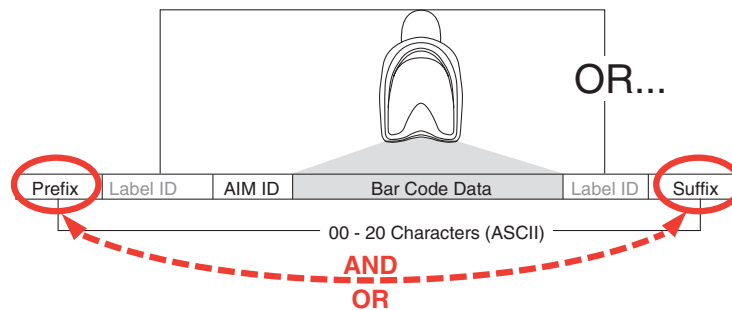 OR...
Prefix Label ID AIM ID Bar Code Data Label ID Suffix
00 - 20 Characters (ASCII)
AND
OR